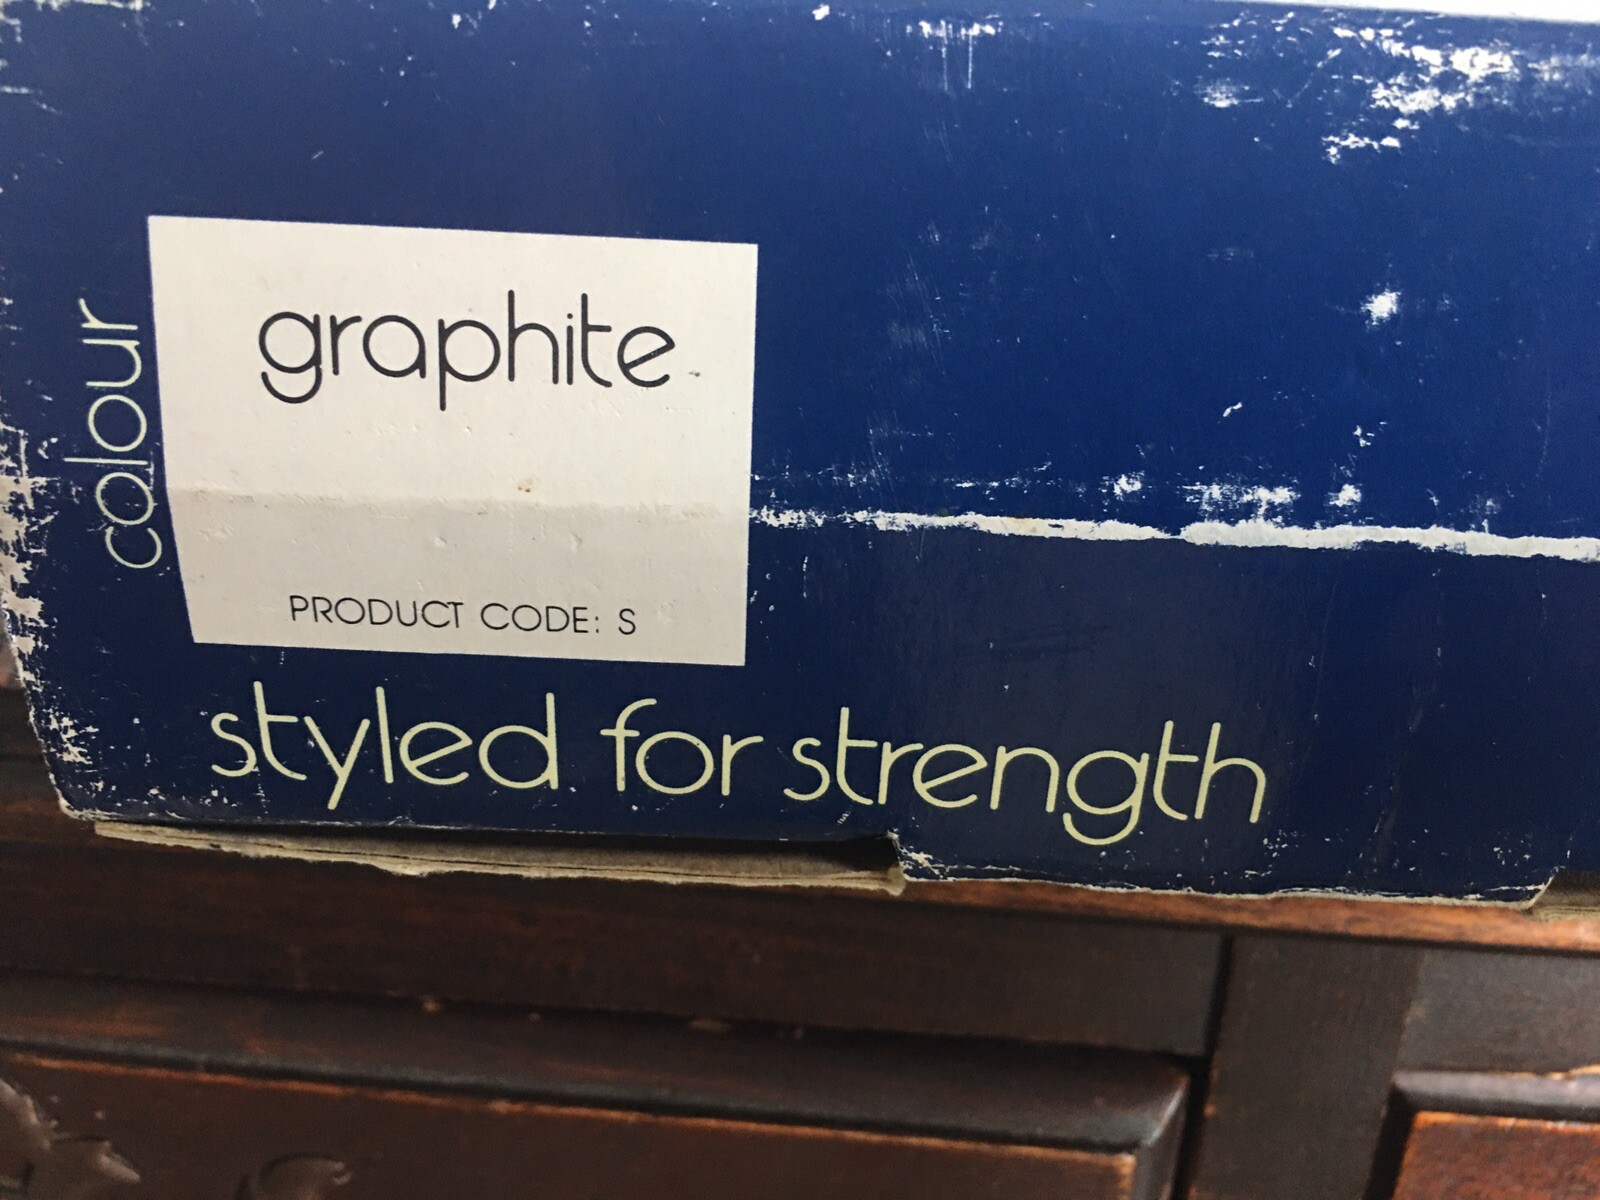 colour
graphite
PRODUCT CODE: S
styled for strength